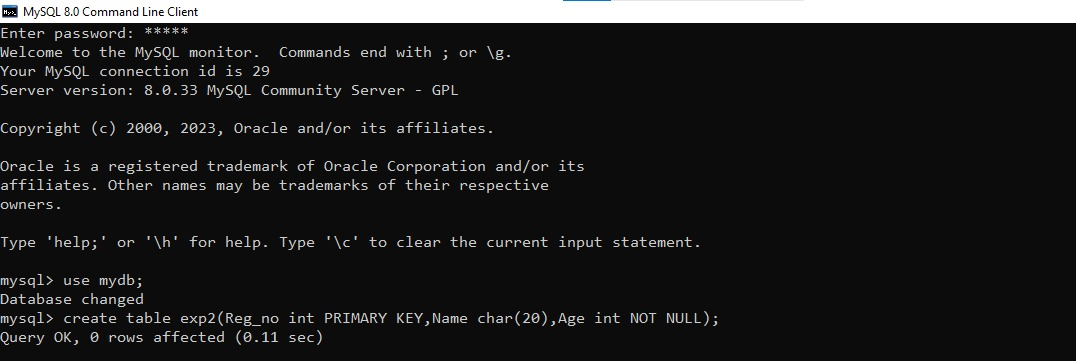 MySQL 8.0 Command Line Client
Enter password: *****
Welcome to the MySQL monitor.  Commands end with ; or \g.
Your MySQL connection id is 29
Server version: 8.0.33 MySQL Community Server - GPL
Copyright (c) 2000, 2023, Oracle and/or its affiliates.
Oracle is a registered trademark of Oracle Corporation and/or its
affiliates. Other names may be trademarks of their respective
owners.
Type 'help;' or '\h' for help. Type '\c' to clear the current input statement.
mysql> use mydb;
Database changed
mysql> create table exp2(Reg_no int PRIMARY KEY,Name char(20),Age int NOT NULL);
Query OK, 0 rows affected (0.11 sec)